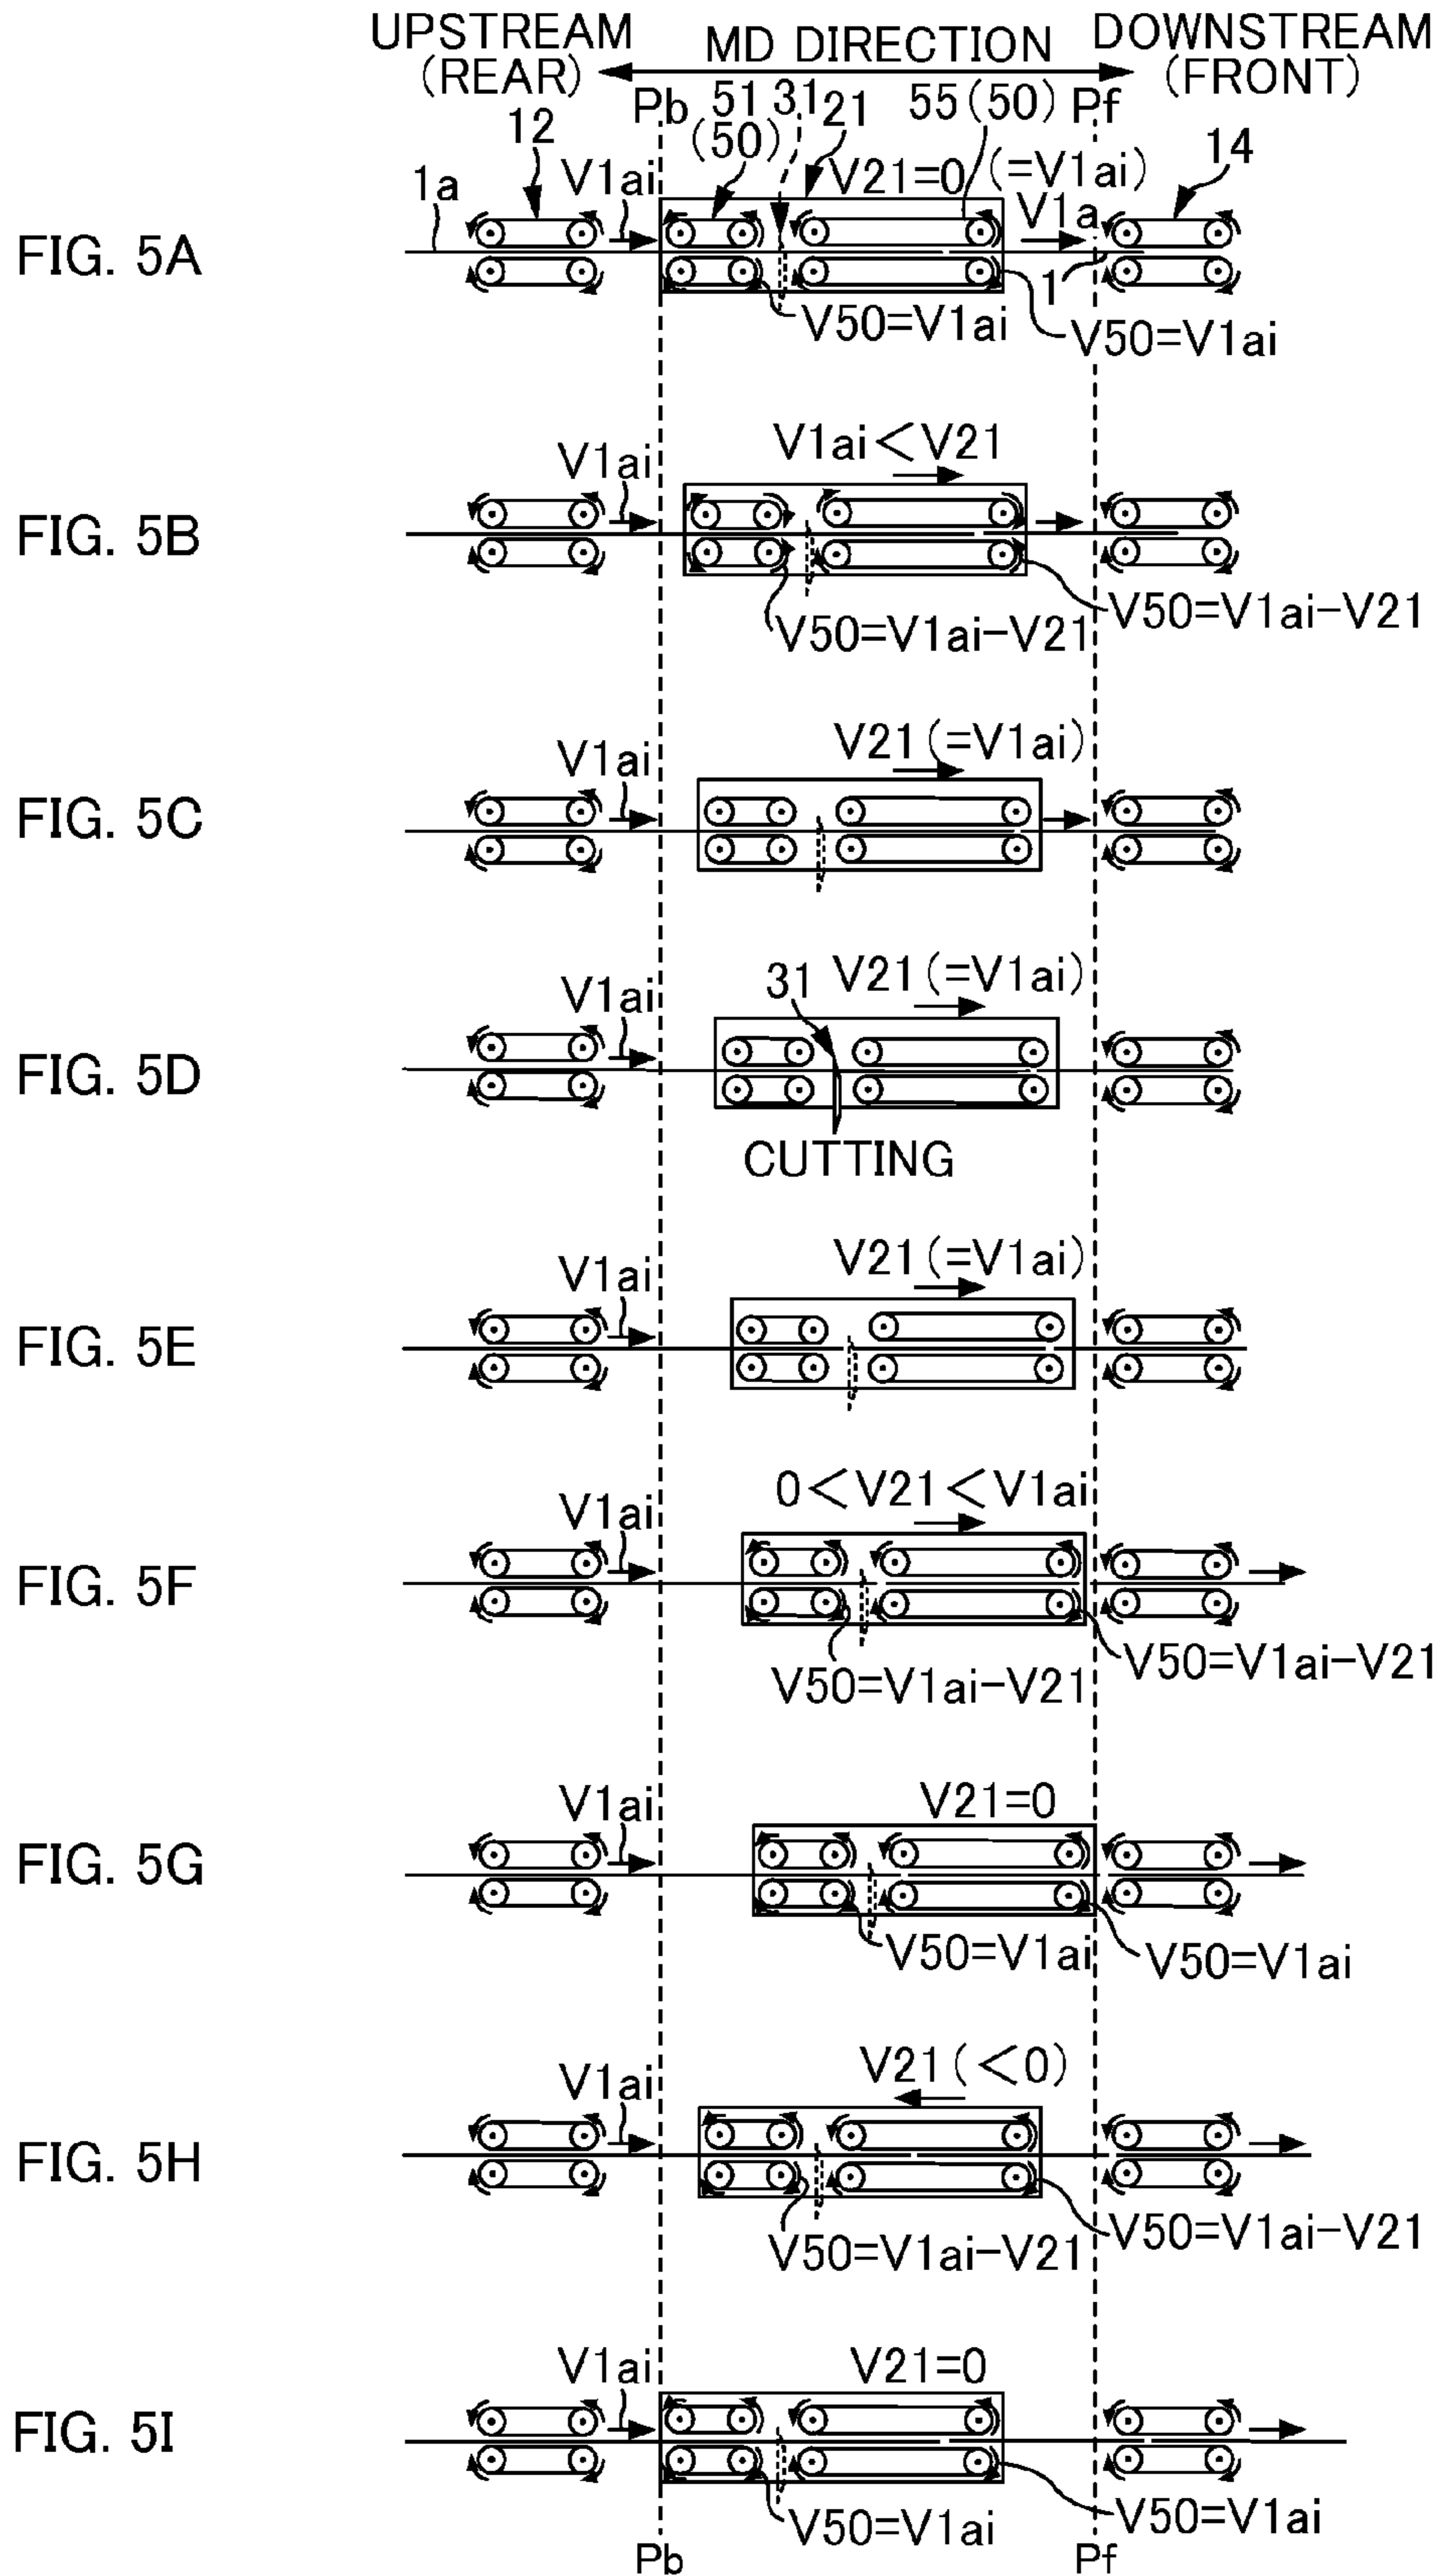 UPSTREAM
(REAR)
MD DIRECTION
DOWNSTREAM
(FRONT)
Pb
51
(50)
31
21
55(50)
Pf
12
14
1a
V1ai
V21=0
(=V1ai)
V1a
1
FIG. 5A
V50=V1ai
V50=V1ai
V1ai<V21
V1ai
FIG. 5B
V50=V1ai-V21
V50=V1ai-V21
V21(=V1ai)
V1ai
FIG. 5C
31
V21(=V1ai)
V1ai
FIG. 5D
CUTTING
V21(=V1ai)
V1ai
FIG. 5E
0<V21<V1ai
V1ai
FIG. 5F
V50=V1ai-V21
V50=V1ai-V21
V21=0
V1ai
FIG. 5G
V50=V1ai
V50=V1ai
V21(<0)
V1ai
FIG. 5H
V50=V1ai-V21
V50=V1ai-V21
V1ai
V21=0
FIG. 5I
V50=V1ai
V50=V1ai
Pb
Pf